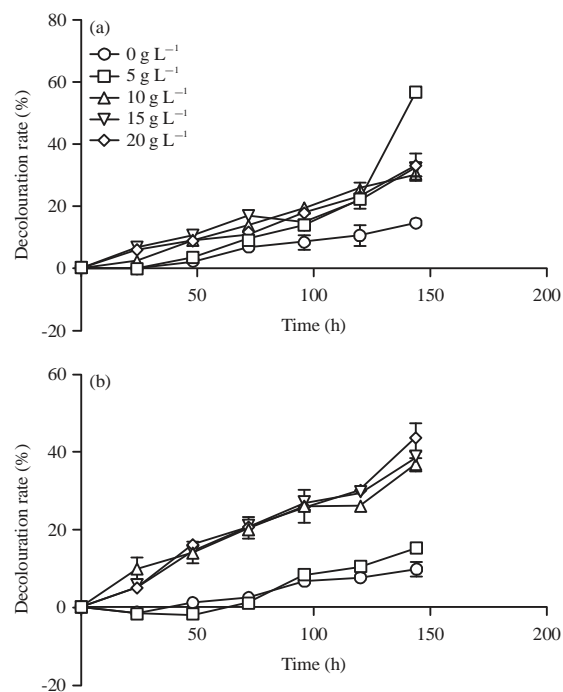 80
(a)
0 g L⁻¹
5 g L⁻¹
10 g L⁻¹
15 g L⁻¹
20 g L⁻¹
60
40
20
0
-20
Decolouration rate (%)
50
100
150
200
Time (h)
60
(b)
40
20
0
-20
Decolouration rate (%)
50
100
150
200
Time (h)